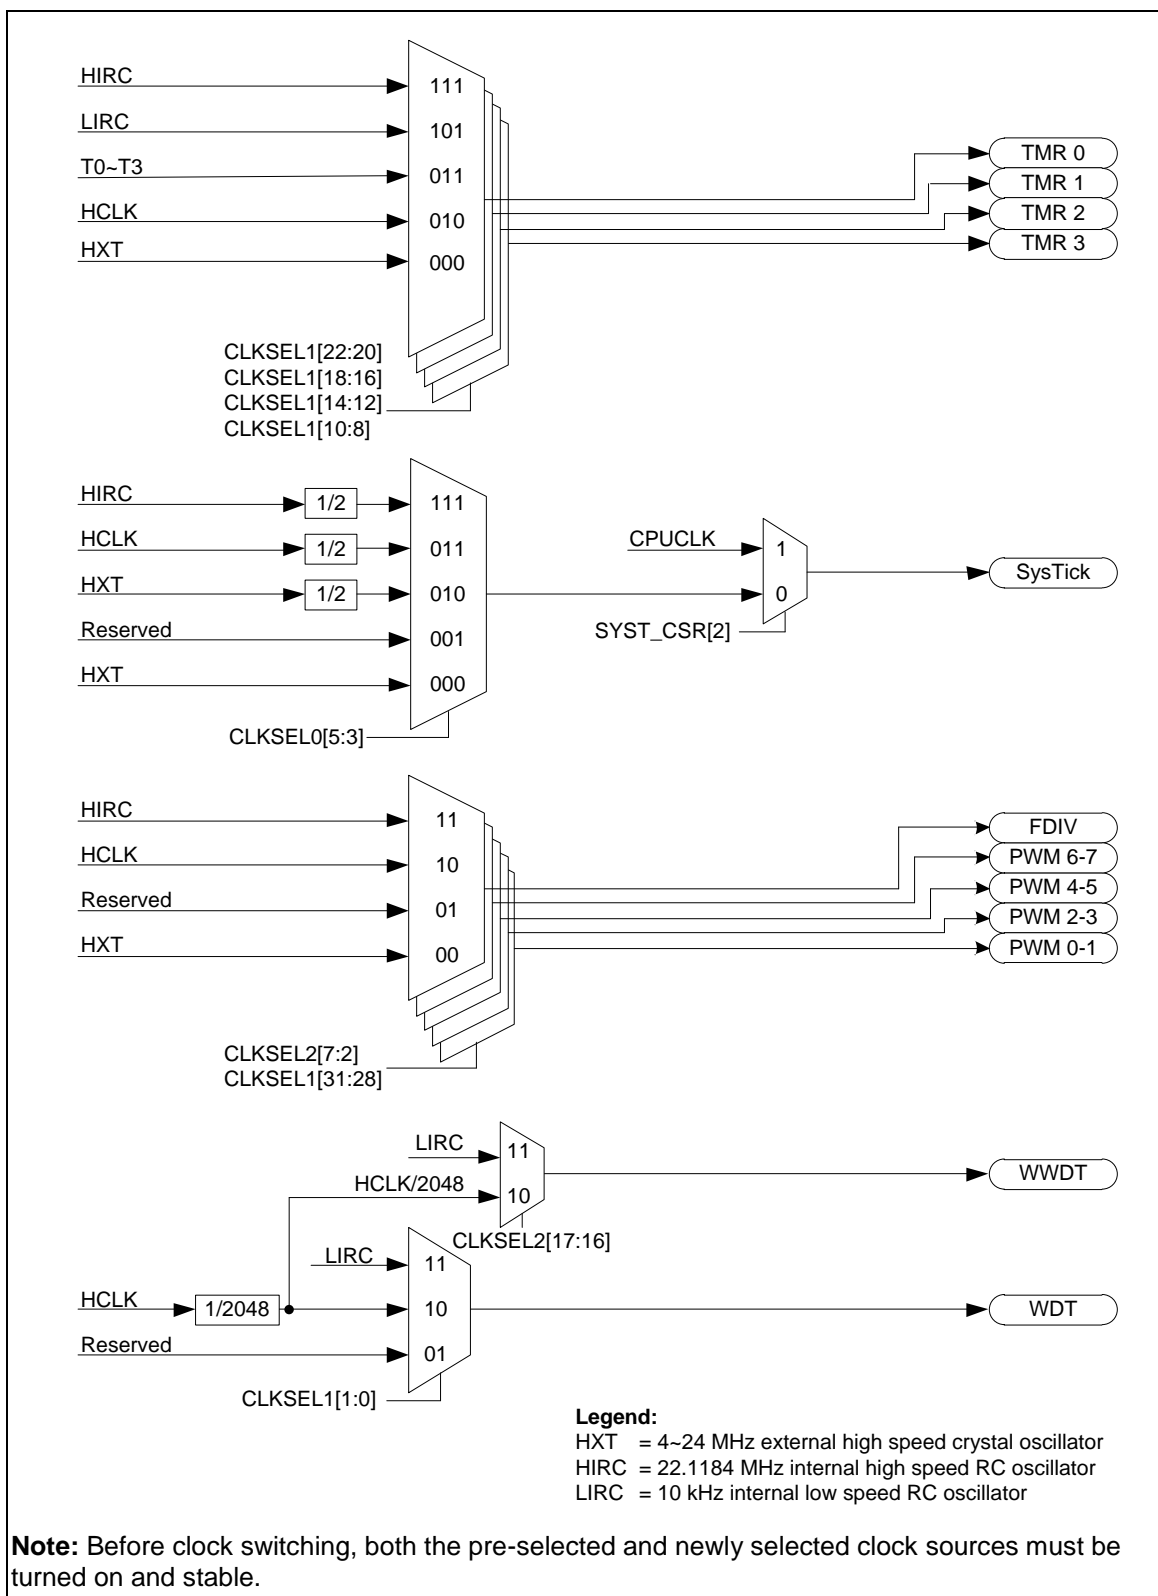 HIRC
111
LIRC
101
T0~T3
011
HCLK
010
HXT
000
TMR 0
TMR 1
TMR 2
TMR 3
CLKSEL1[22:20]
CLKSEL1[18:16]
CLKSEL1[14:12]
CLKSEL1[10:8]
HIRC
1/2
111
HCLK
1/2
011
HXT
1/2
010
Reserved
001
HXT
000
CLKSEL0[5:3]
CPUCLK
1
0
SYST_CSR[2]
SysTick
HIRC
11
HCLK
10
Reserved
01
HXT
00
FDIV
PWM 6-7
PWM 4-5
PWM 2-3
PWM 0-1
CLKSEL2[7:2]
CLKSEL1[31:28]
LIRC
11
HCLK/2048
10
WWDT
CLKSEL2[17:16]
LIRC
11
HCLK
1/2048
10
WDT
Reserved
01
CLKSEL1[1:0]
Legend:
HXT = 4~24 MHz external high speed crystal oscillator
HIRC = 22.1184 MHz internal high speed RC oscillator
LIRC = 10 kHz internal low speed RC oscillator
Note: Before clock switching, both the pre-selected and newly selected clock sources must be
turned on and stable.